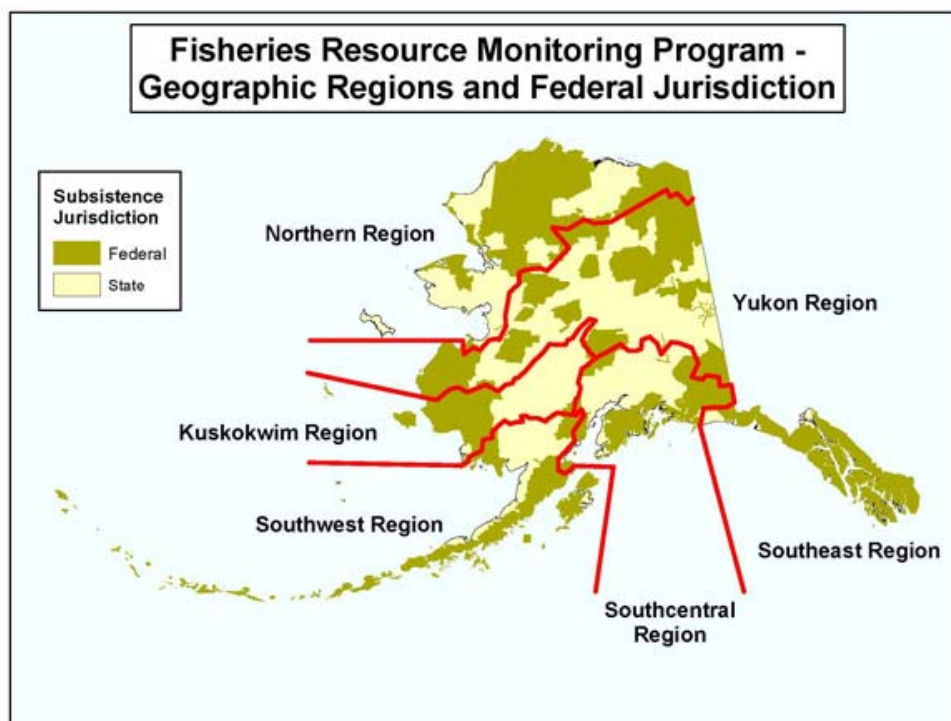 Fisheries Resource Monitoring Program -
Geographic Regions and Federal Jurisdiction
Subsistence
Jurisdiction
Federal
State
Northern Region
Yukon Region
Kuskokwim Region
Southwest Region
Southeast Region
Southcentral
Region